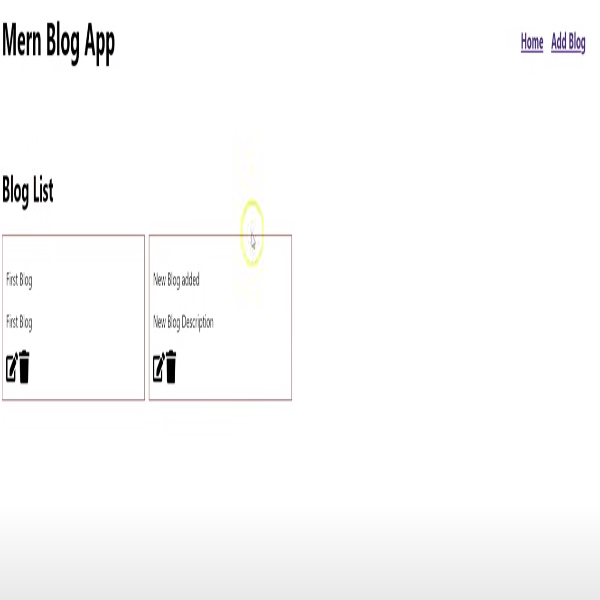 Mern Blog App
Home Add Blog
Blog List
First Blog
First Blog
New Blog added
New Blog Description